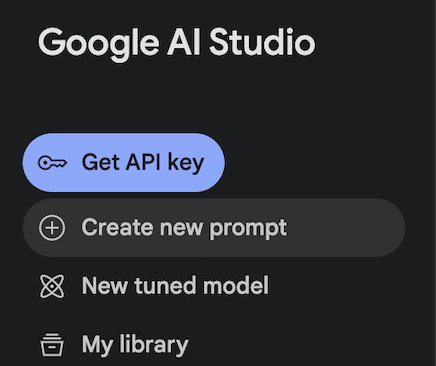 Google AI Studio
Get API key
Create new prompt
New tuned model
My library